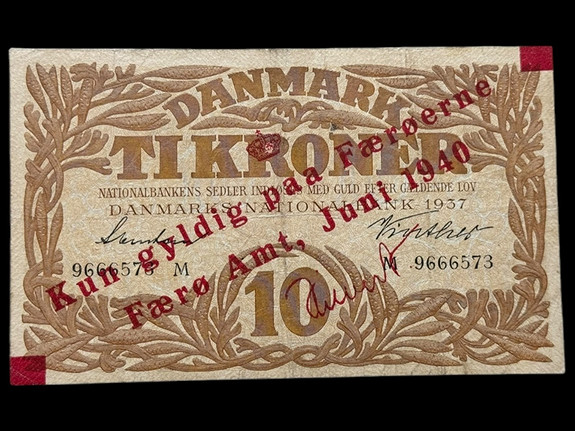 DANMARK
TI KRONER
NATIONALBANKENS SEDLER INDLØSES MED GULD EFTER GÆLDENDE LOV
DANMARKS NATIONALBANK 1937
9666573 M
M 9666573
10
Kun gyldig paa Færøerne
Færø Amt, Juni 1940